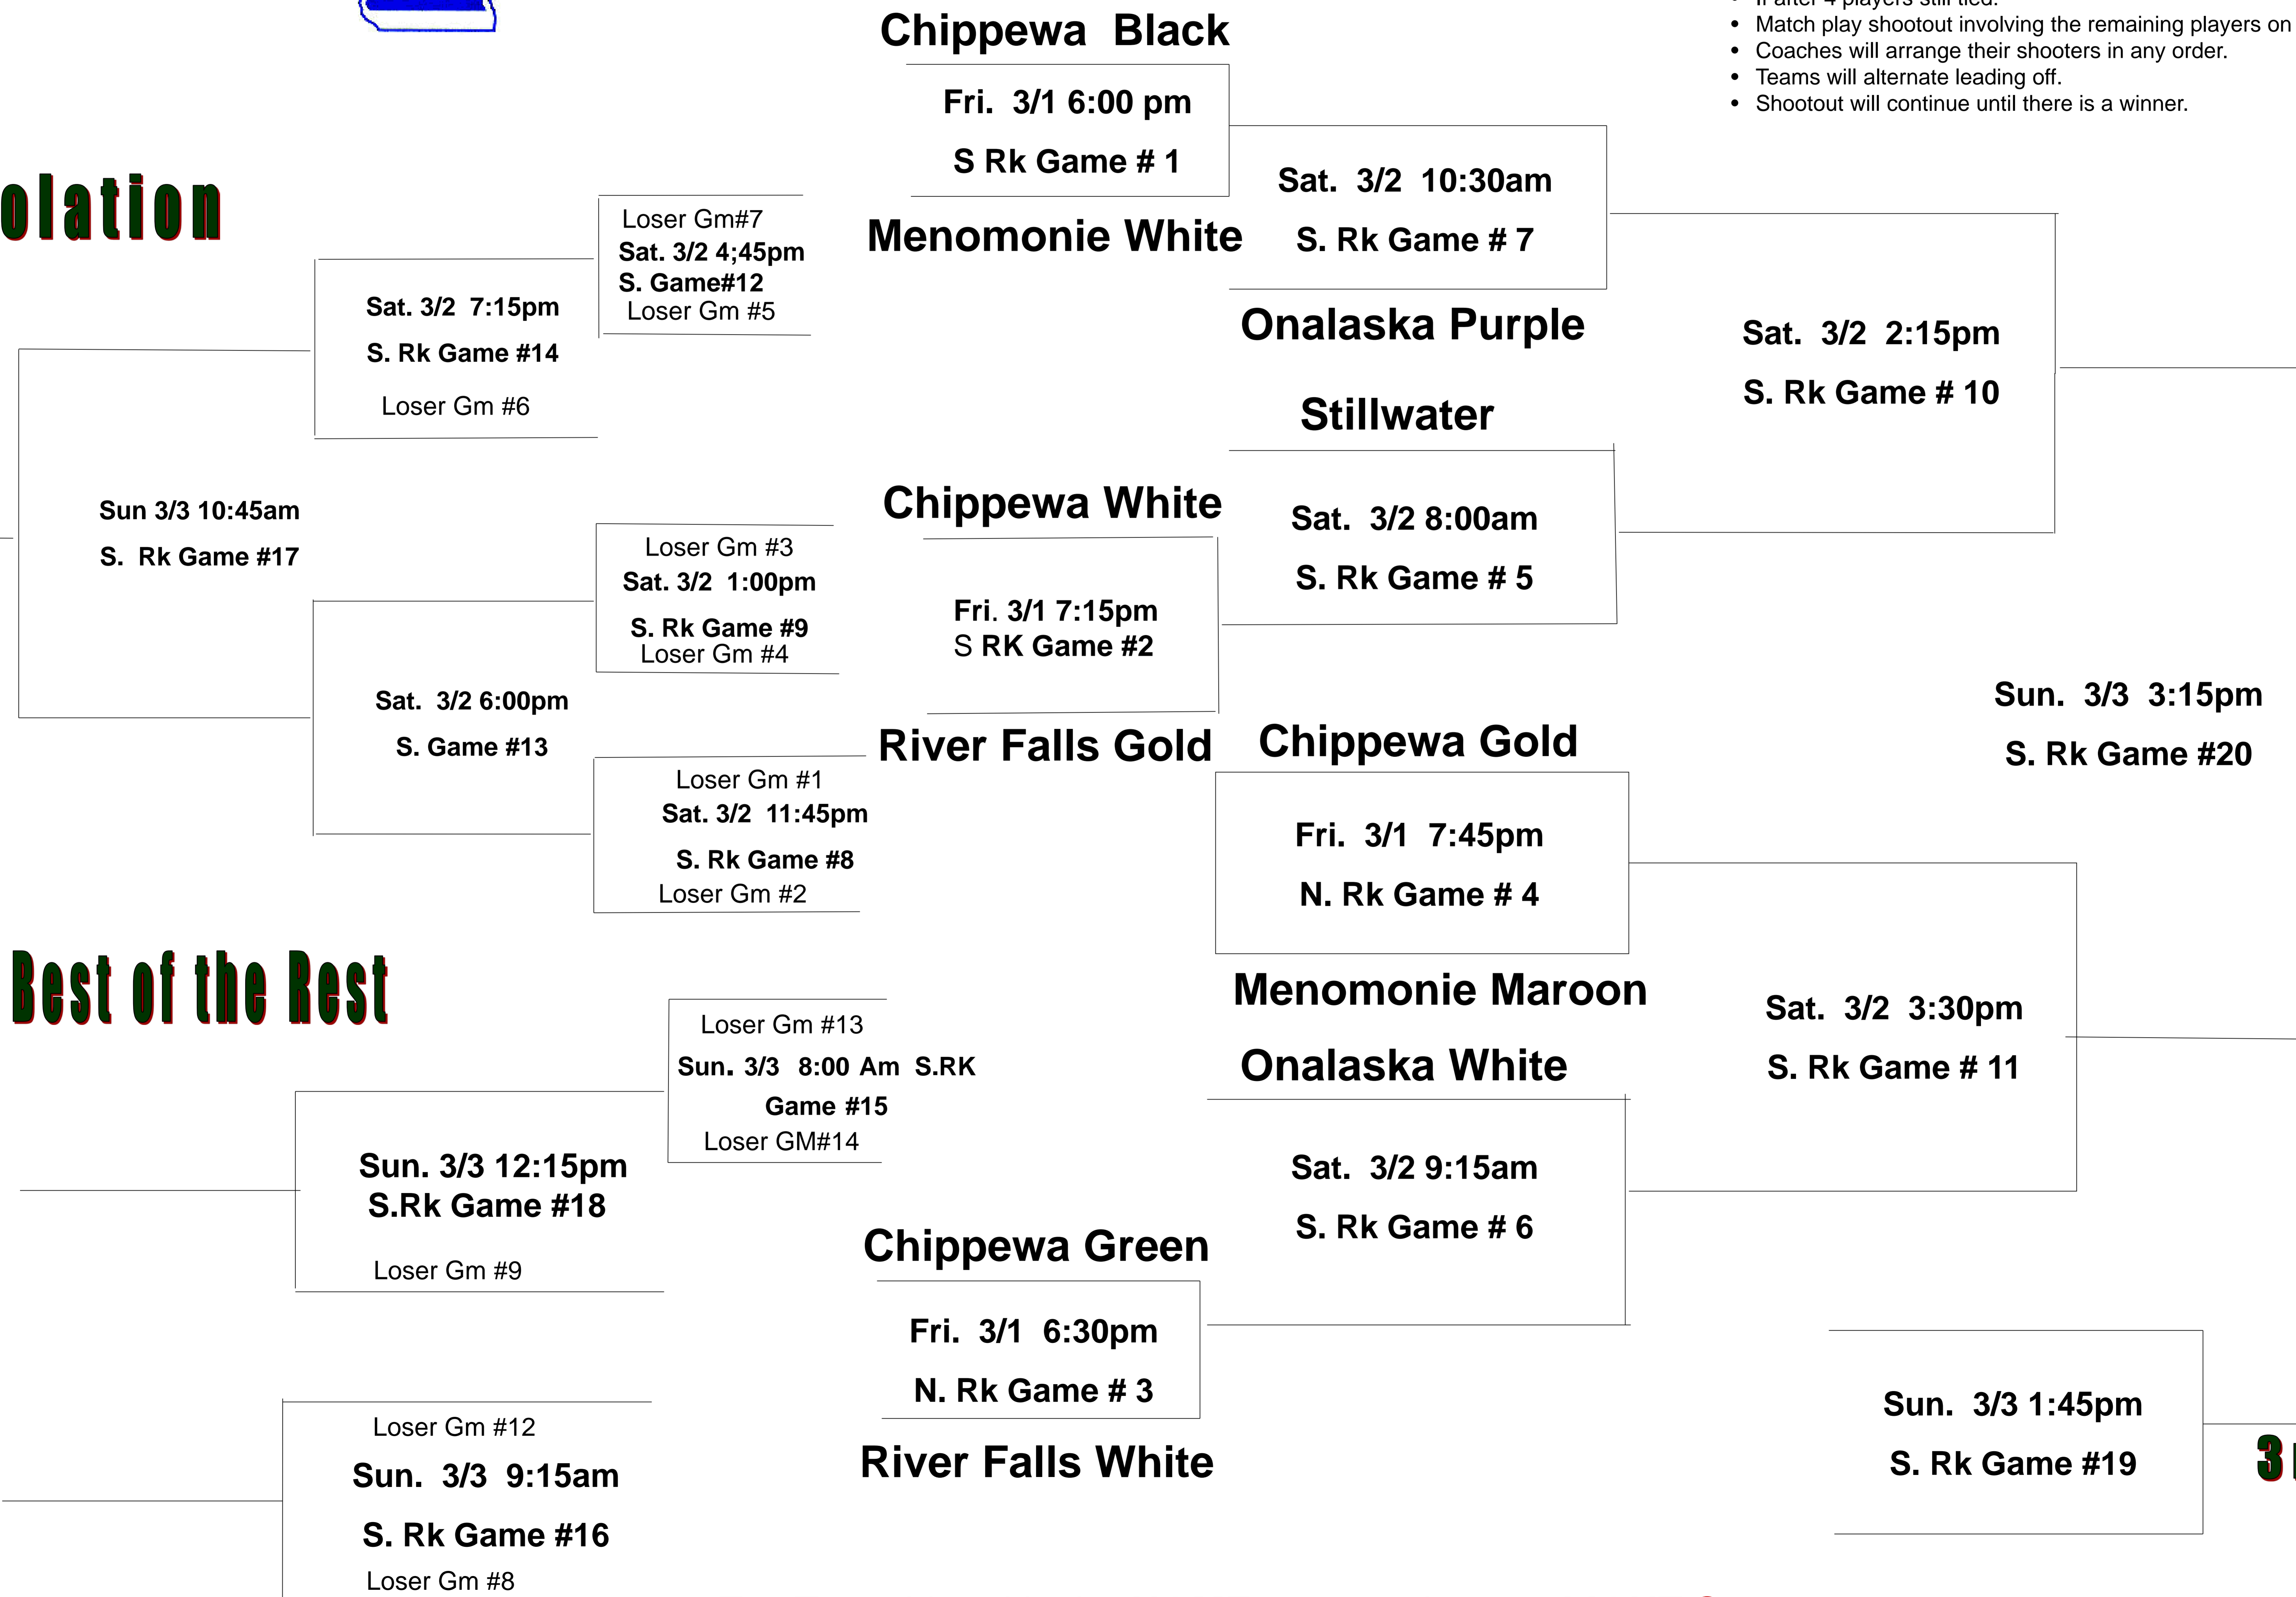 If after 4 players still tied.
Match play shootout involving the remaining players on
Coaches will arrange their shooters in any order.
Teams will alternate leading off.
Shootout will continue until there is a winner.
olation
Loser Gm#7
Sat. 3/2 4;45pm
S. Game#12
Loser Gm #5
Sat. 3/2 7:15pm
S. Rk Game #14
Loser Gm #6
Sun 3/3 10:45am
S. Rk Game #17
Loser Gm #3
Sat. 3/2 1:00pm
S. Rk Game #9
Loser Gm #4
Sat. 3/2 6:00pm
S. Game #13
Loser Gm #1
Sat. 3/2 11:45pm
S. Rk Game #8
Loser Gm #2
Best of the Rest
Loser Gm #13
Sun. 3/3 8:00 Am S.RK
Game #15
Loser GM#14
Sun. 3/3 12:15pm
S.Rk Game #18
Loser Gm #9
Loser Gm #12
Sun. 3/3 9:15am
S. Rk Game #16
Loser Gm #8
Chippewa Black
Fri. 3/1 6:00 pm
S Rk Game # 1
Menomonie White
Chippewa White
Fri. 3/1 7:15pm
S RK Game #2
River Falls Gold
Chippewa Green
Fri. 3/1 6:30pm
N. Rk Game # 3
River Falls White
Sat. 3/2 10:30am
S. Rk Game # 7
Onalaska Purple
Stillwater
Sat. 3/2 8:00am
S. Rk Game # 5
Chippewa Gold
Fri. 3/1 7:45pm
N. Rk Game # 4
Menomonie Maroon
Onalaska White
Sat. 3/2 9:15am
S. Rk Game # 6
Sat. 3/2 2:15pm
S. Rk Game # 10
Sun. 3/3 3:15pm
S. Rk Game #20
Sat. 3/2 3:30pm
S. Rk Game # 11
Sun. 3/3 1:45pm
S. Rk Game #19
3